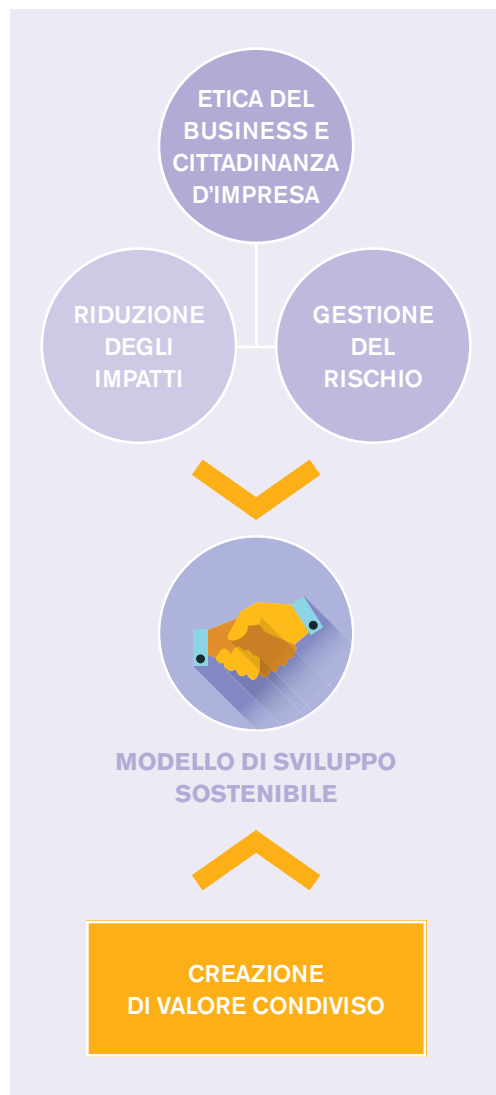 ETICA DEL
BUSINESS E
CITTADINANZA
D'IMPRESA
RIDUZIONE
DEGLI
IMPATTI
GESTIONE
DEL
RISCHIO
MODELLO DI SVILUPPO
SOSTENIBILE
CREAZIONE
DI VALORE CONDIVISO